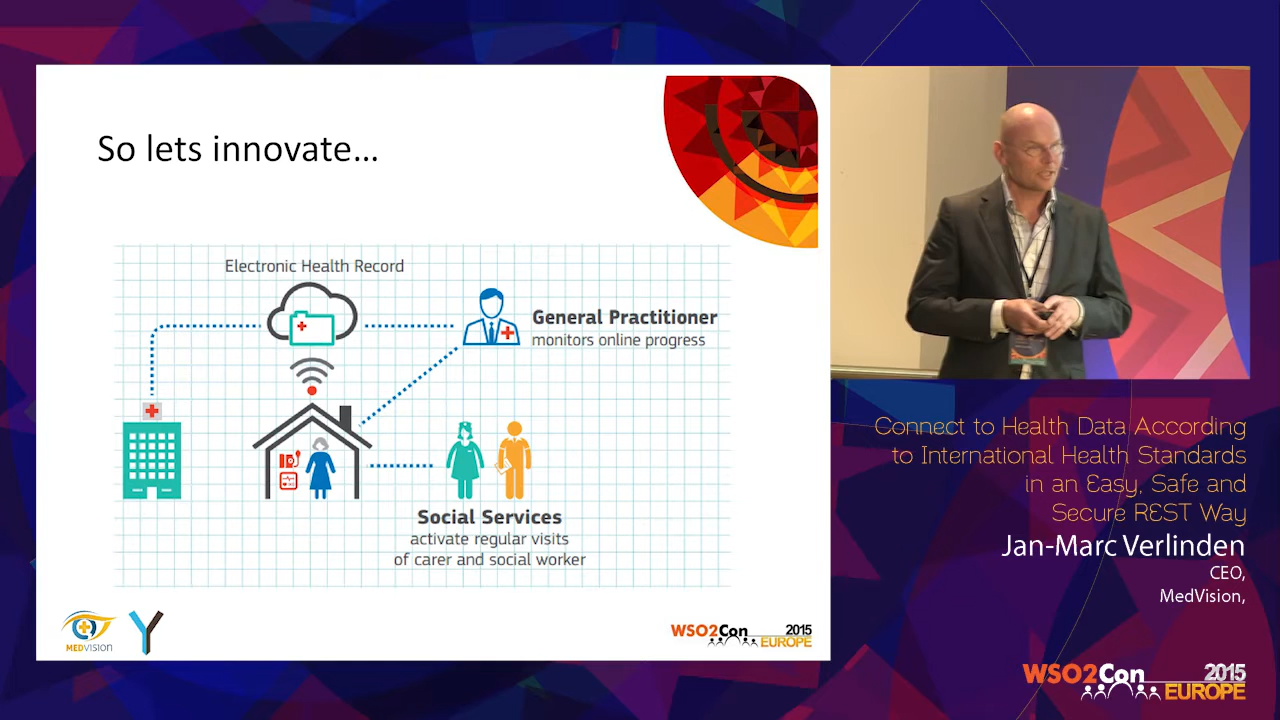 So lets innovate...
Electronic Health Record
General Practitioner
monitors online progress
Social Services
activate regular visits
of carer and social worker
MEDVISION
WSO2Con 2015
EUROPE
Connect to Health Data According
to International Health Standards
in an Easy, Safe and
Secure REST Way
Jan-Marc Verlinden
CEO,
MedVision,
WSO2Con 2015
EUROPE